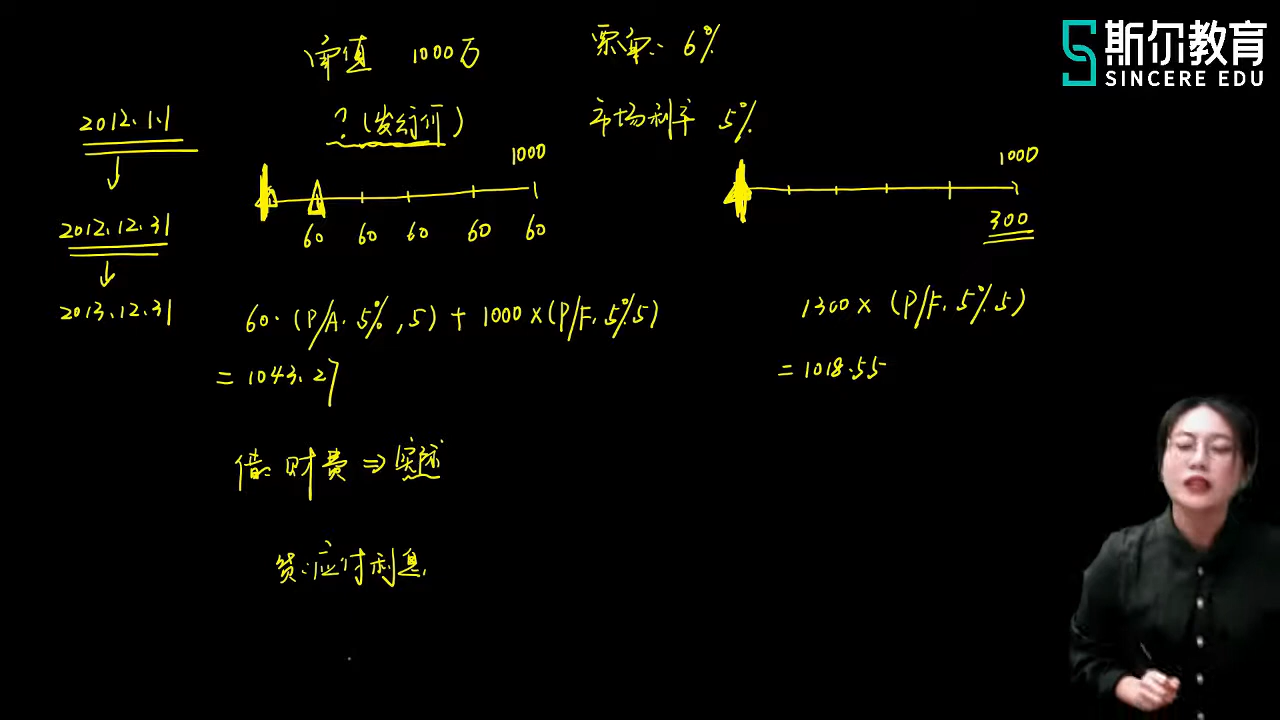 面值 1000万
票面: 6%
斯尔教育
SINCERE EDU
2012.1.1
? (发行价)
市场利率 5%
1000
1000
2012.12.31
60 60 60 60 60
300
2013.12.31
60·(P/A.5%,5)+1000×(P/F.5%5)
1300×(P/F.5%.5)
=1043.27
=1018.55
借: 财费⇒实际
贷: 应付利息